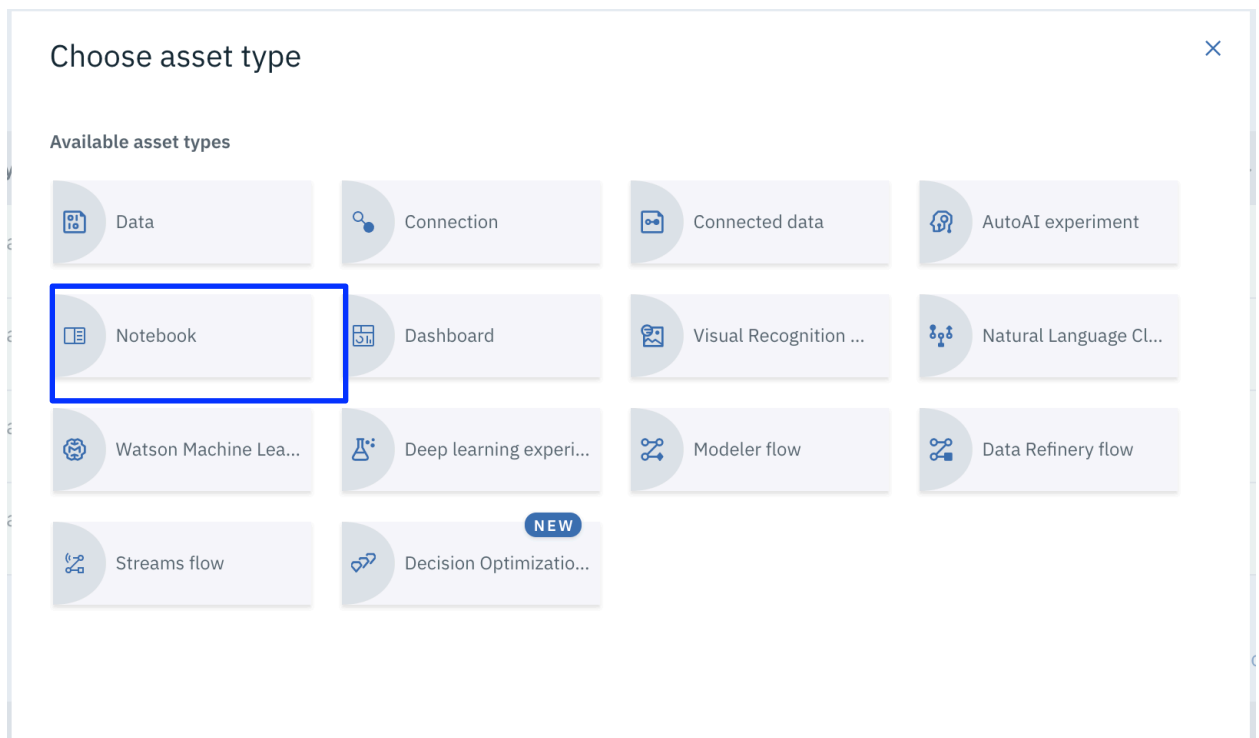 Choose asset type
Available asset types
Data
Connection
Connected data
AutoAI experiment
Notebook
Dashboard
Visual Recognition ...
Natural Language Cl...
Watson Machine Lea...
Deep learning experi...
Modeler flow
Data Refinery flow
NEW
Streams flow
Decision Optimizatio...